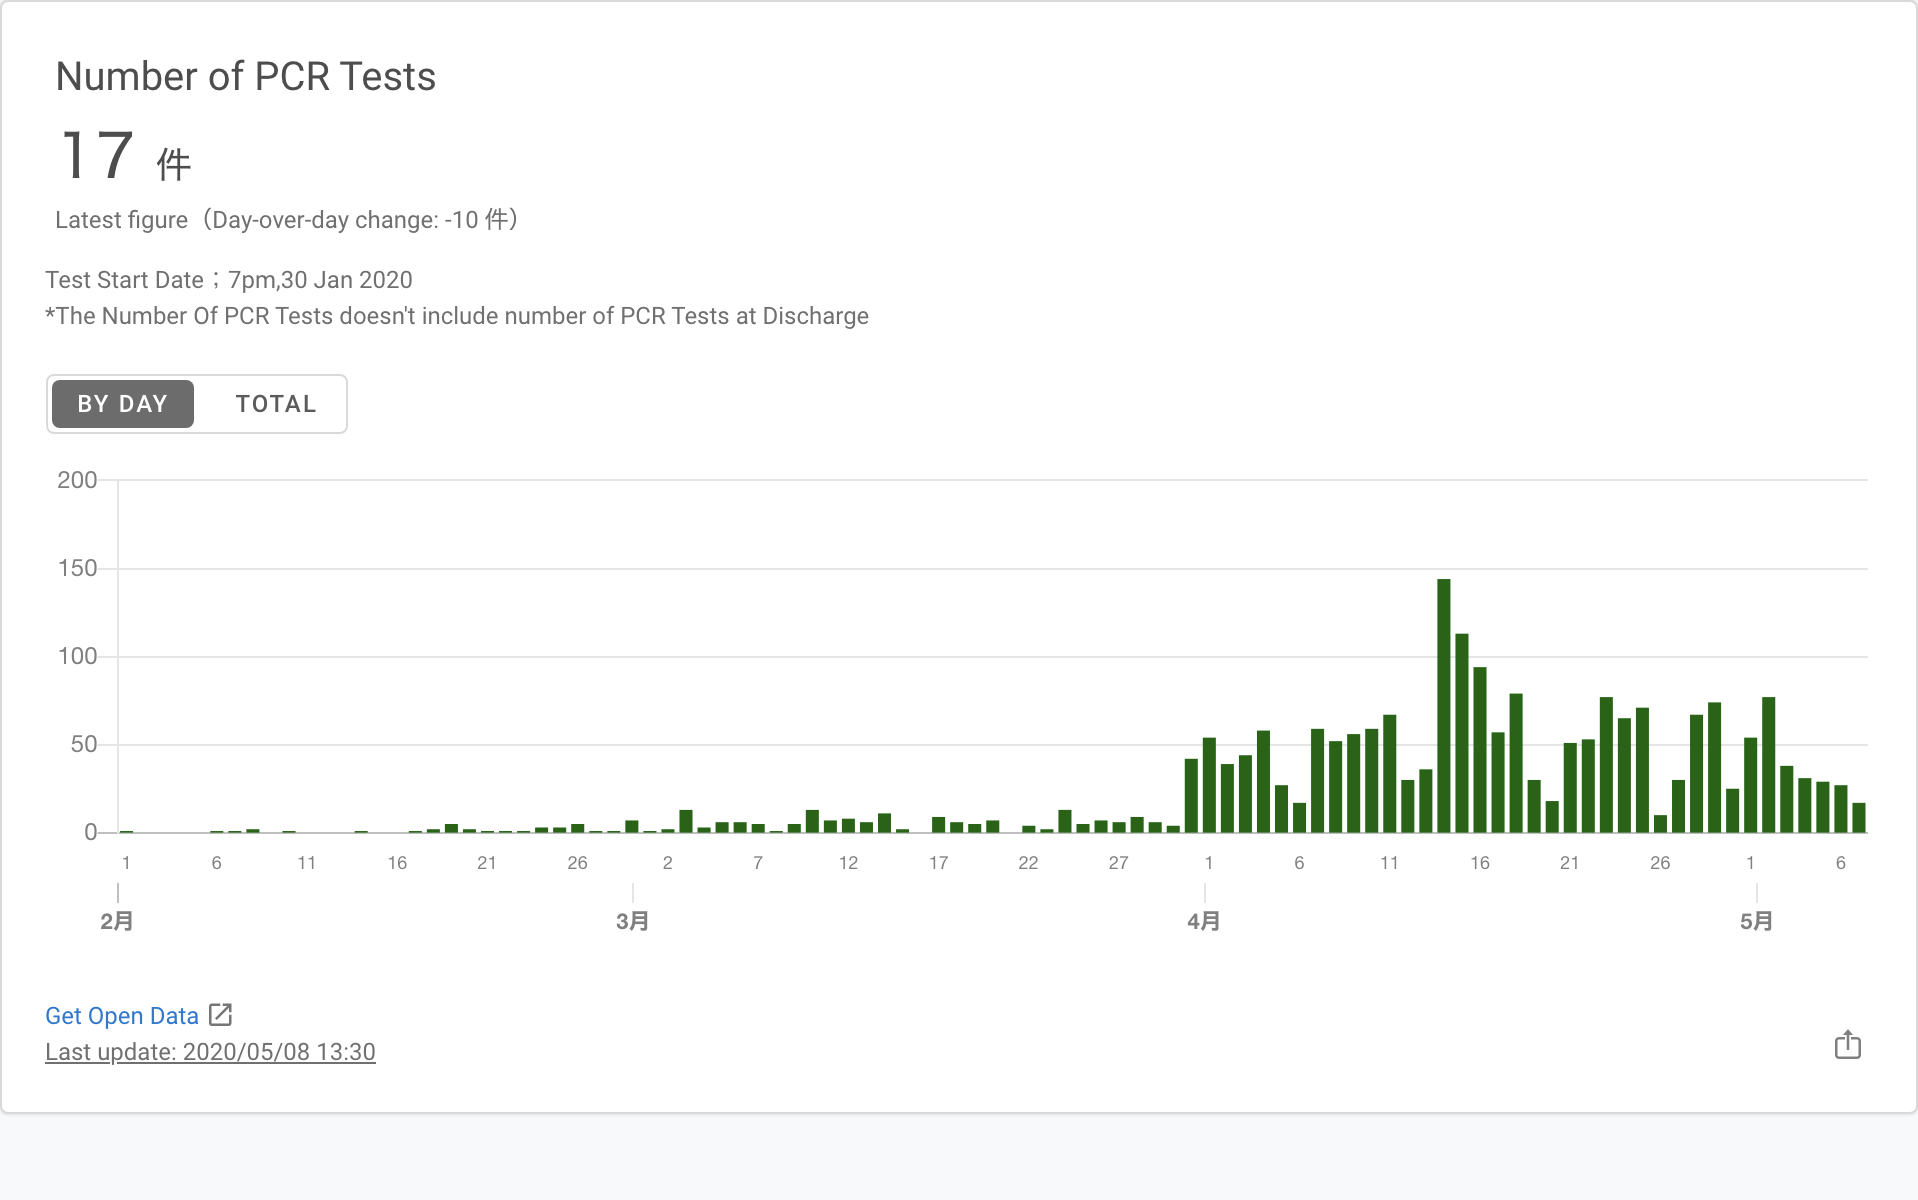 Number of PCR Tests
17 件
Latest figure（Day-over-day change: -10 件）
Test Start Date；7pm,30 Jan 2020
*The Number Of PCR Tests doesn't include number of PCR Tests at Discharge
BY DAY TOTAL
200
150
100
50
0
1 6 11 16 21 26 2 7 12 17 22 27 1 6 11 16 21 26 1 6
2月 3月 4月 5月
Get Open Data
Last update: 2020/05/08 13:30